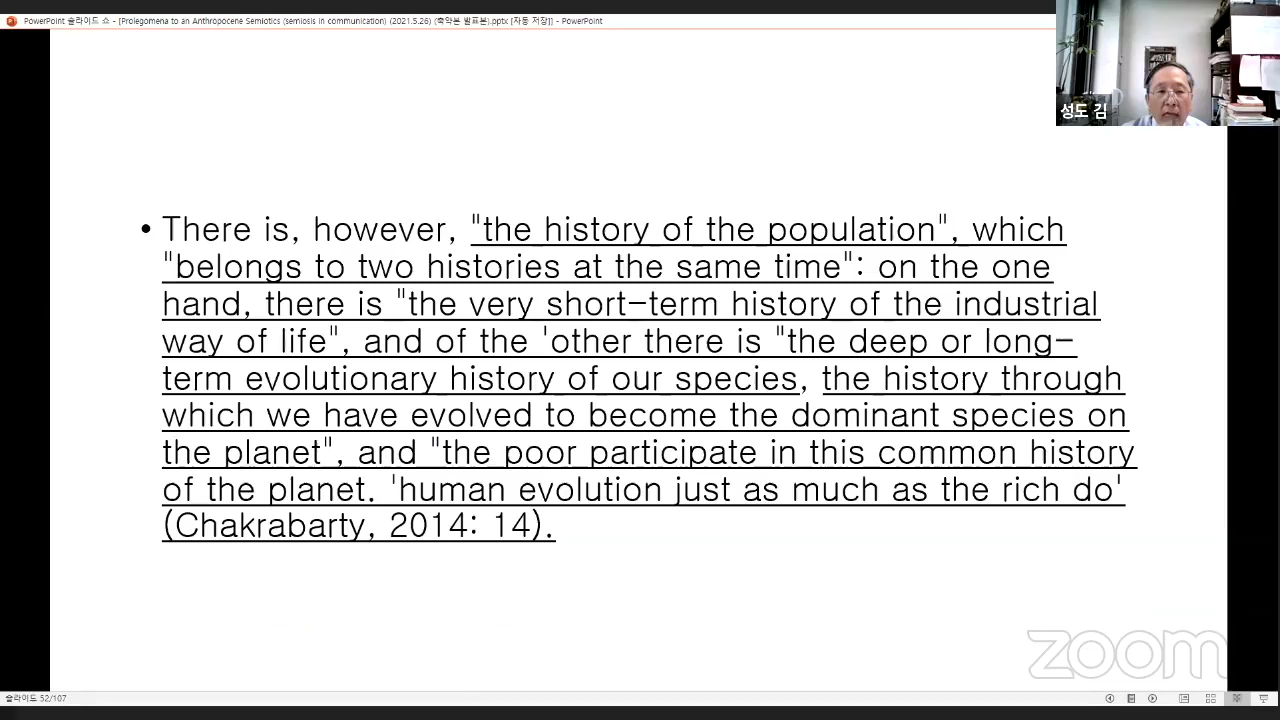 PowerPoint 슬라이드 쇼 - [Prolegomena to an Anthropocene Semiotics (semiosis in communication) (2021.5.26) (축약본 발표본).pptx [자동 저장]] - PowerPoint
성도 김
• There is, however, "the history of the population", which
"belongs to two histories at the same time": on the one
hand, there is "the very short-term history of the industrial
way of life", and of the 'other there is "the deep or long-
term evolutionary history of our species, the history through
which we have evolved to become the dominant species on
the planet", and "the poor participate in this common history
of the planet. 'human evolution just as much as the rich do'
(Chakrabarty, 2014: 14).
zoom
슬라이드 52/107